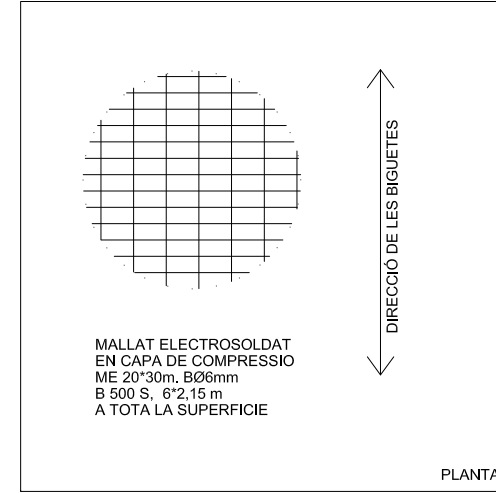 MALLAT ELECTROSOLDAT
EN CAPA DE COMPRESSIO
ME 20*30m. BØ6mm
B 500 S, 6*2,15 m
A TOTA LA SUPERFICIE
DIRECCIÓ DE LES BIGUETES
PLANTA